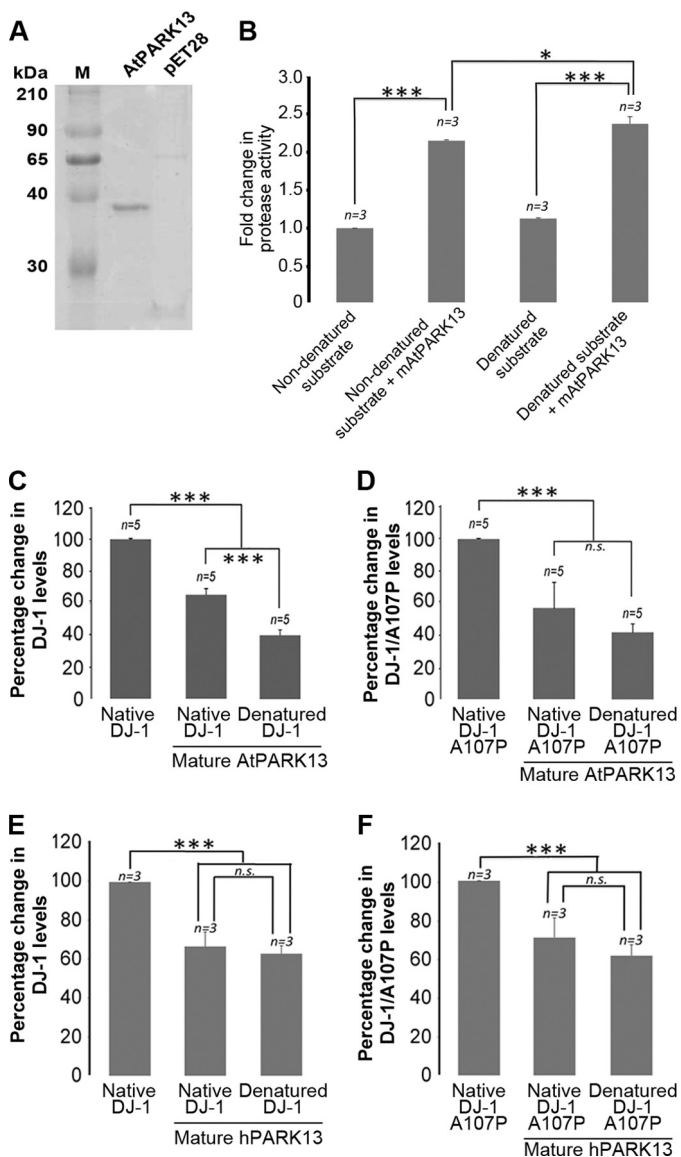 A
AtPARK13
pET28
kDa
M
210
90
65
40
30
B
Fold change in
protease activity
3.0
2.5
2.0
1.5
1.0
0.5
0
***
*
***
n=3
n=3
n=3
n=3
Non-denatured
substrate
Non-denatured
substrate + mAtPARK13
Denatured
substrate
Denatured substrate
+ mAtPARK13
C
Percentage change in
DJ-1 levels
120
100
80
60
40
20
0
***
***
n=5
n=5
n=5
Native
DJ-1
Native
DJ-1
Denatured
DJ-1
Mature AtPARK13
D
Percentage change in
DJ-1/A107P levels
120
100
80
60
40
20
0
***
n.s.
n=5
n=5
n=5
Native
DJ-1
A107P
Native
DJ-1
A107P
Denatured
DJ-1
A107P
Mature AtPARK13
E
Percentage change in
DJ-1 levels
120
100
80
60
40
20
0
***
n.s.
n=3
n=3
n=3
Native
DJ-1
Native
DJ-1
Denatured
DJ-1
Mature hPARK13
F
Percentage change in
DJ-1/A107P levels
120
100
80
60
40
20
0
***
n.s.
n=3
n=3
n=3
Native
DJ-1
A107P
Native
DJ-1
A107P
Denatured
DJ-1
A107P
Mature hPARK13